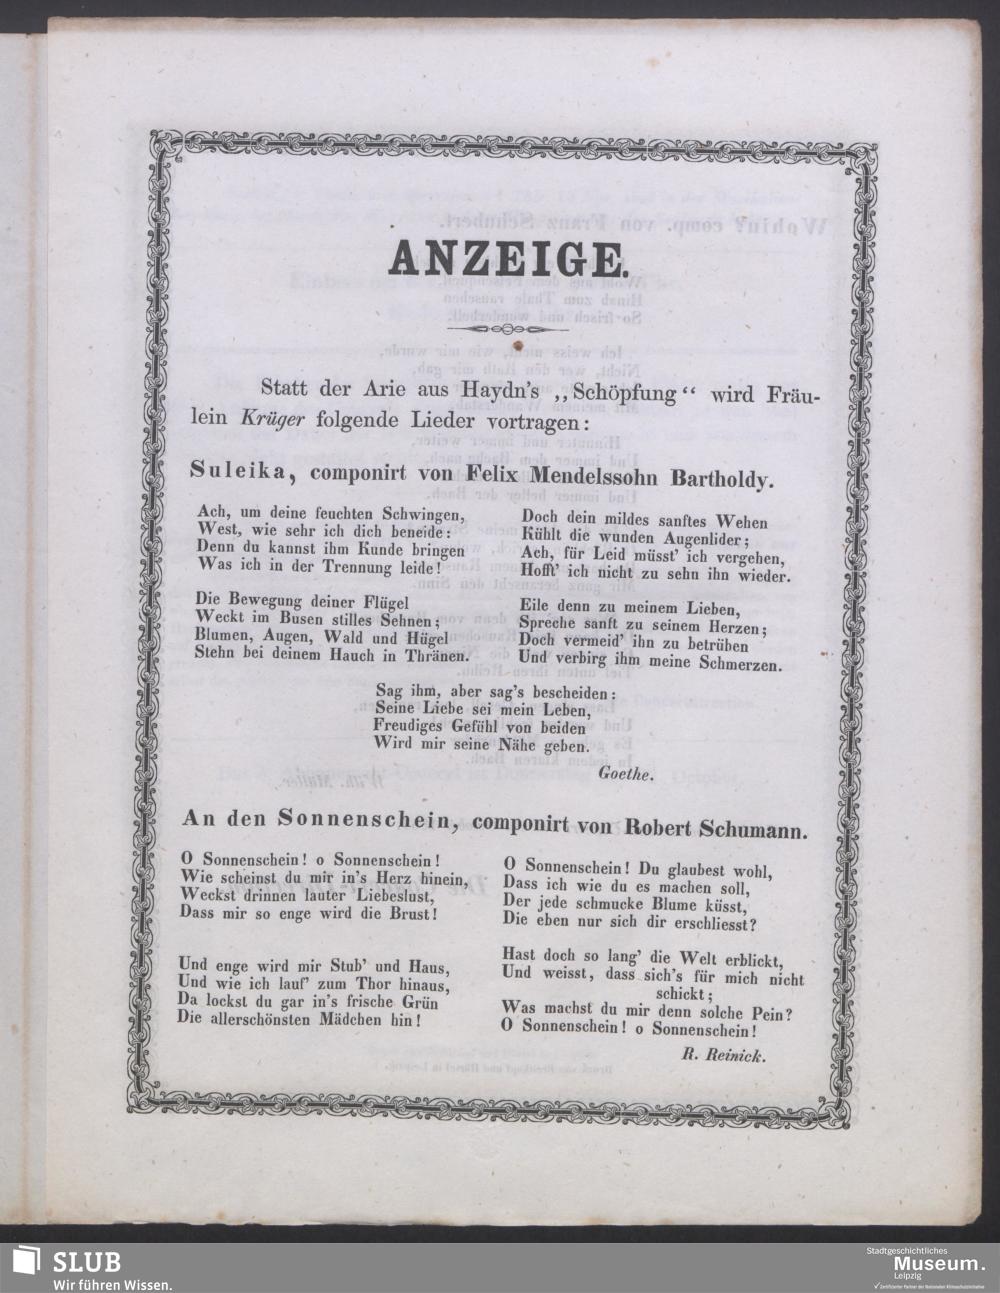 ANZEIGE.
Statt der Arie aus Haydn's ,,Schöpfung“ wird Fräu-
lein Krüger folgende Lieder vortragen:
Suleika, componirt von Felix Mendelssohn Bartholdy.
Ach, um deine feuchten Schwingen,
West, wie sehr ich dich beneide:
Denn du kannst ihm Kunde bringen
Was ich in der Trennung leide!
Die Bewegung deiner Flügel
Weckt im Busen stilles Sehnen;
Blumen, Augen, Wald und Hügel
Stehn bei deinem Hauch in Thränen.
Doch dein mildes sanftes Wehen
Kühlt die wunden Augenlider;
Ach, für Leid müsst' ich vergehen,
Hofft' ich nicht zu sehn ihn wieder.
Eile denn zu meinem Lieben,
Spreche sanft zu seinem Herzen;
Doch vermeid' ihn zu betrüben
Und verbirg ihm meine Schmerzen.
Sag ihm, aber sag's bescheiden:
Seine Liebe sei mein Leben,
Freudiges Gefühl von beiden
Wird mir seine Nähe geben.
Goethe.
An den Sonnenschein, componirt von Robert Schumann.
O Sonnenschein! o Sonnenschein!
Wie scheinst du mir in's Herz hinein,
Weckst drinnen lauter Liebeslust,
Dass mir so enge wird die Brust!
Und enge wird mir Stub' und Haus,
Und wie ich lauf' zum Thor hinaus,
Da lockst du gar in's frische Grün
Die allerschönsten Mädchen hin!
O Sonnenschein! Du glaubest wohl,
Dass ich wie du es machen soll,
Der jede schmucke Blume küsst,
Die eben nur sich dir erschliesst?
Hast doch so lang' die Welt erblickt,
Und weisst, dass sich's für mich nicht
schickt;
Was machst du mir denn solche Pein?
O Sonnenschein! o Sonnenschein!
R. Reinick.
SLUB
Wir führen Wissen.
Stadtgeschichtliches
Museum.
Leipzig
Zertifizierter Partner der Nationalen Klimaschutzinitiative